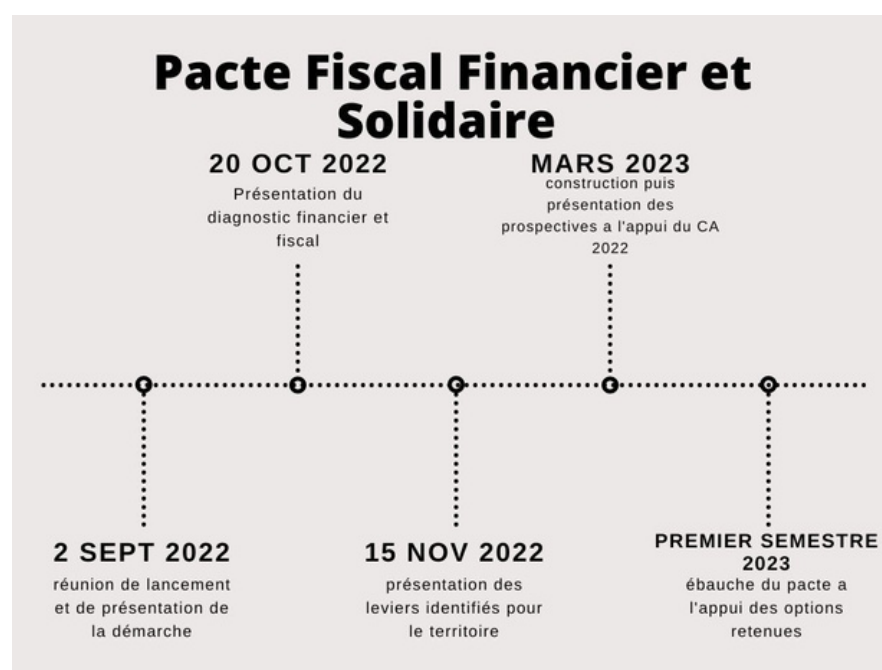 Pacte Fiscal Financier et
Solidaire
20 OCT 2022
Présentation du
diagnostic financier et
fiscal
MARS 2023
construction puis
présentation des
prospectives a l'appui du CA
2022
2 SEPT 2022
réunion de lancement
et de présentation de
la démarche
15 NOV 2022
présentation des
leviers identifiés pour
le territoire
PREMIER SEMESTRE
2023
ébauche du pacte a
l'appui des options
retenues